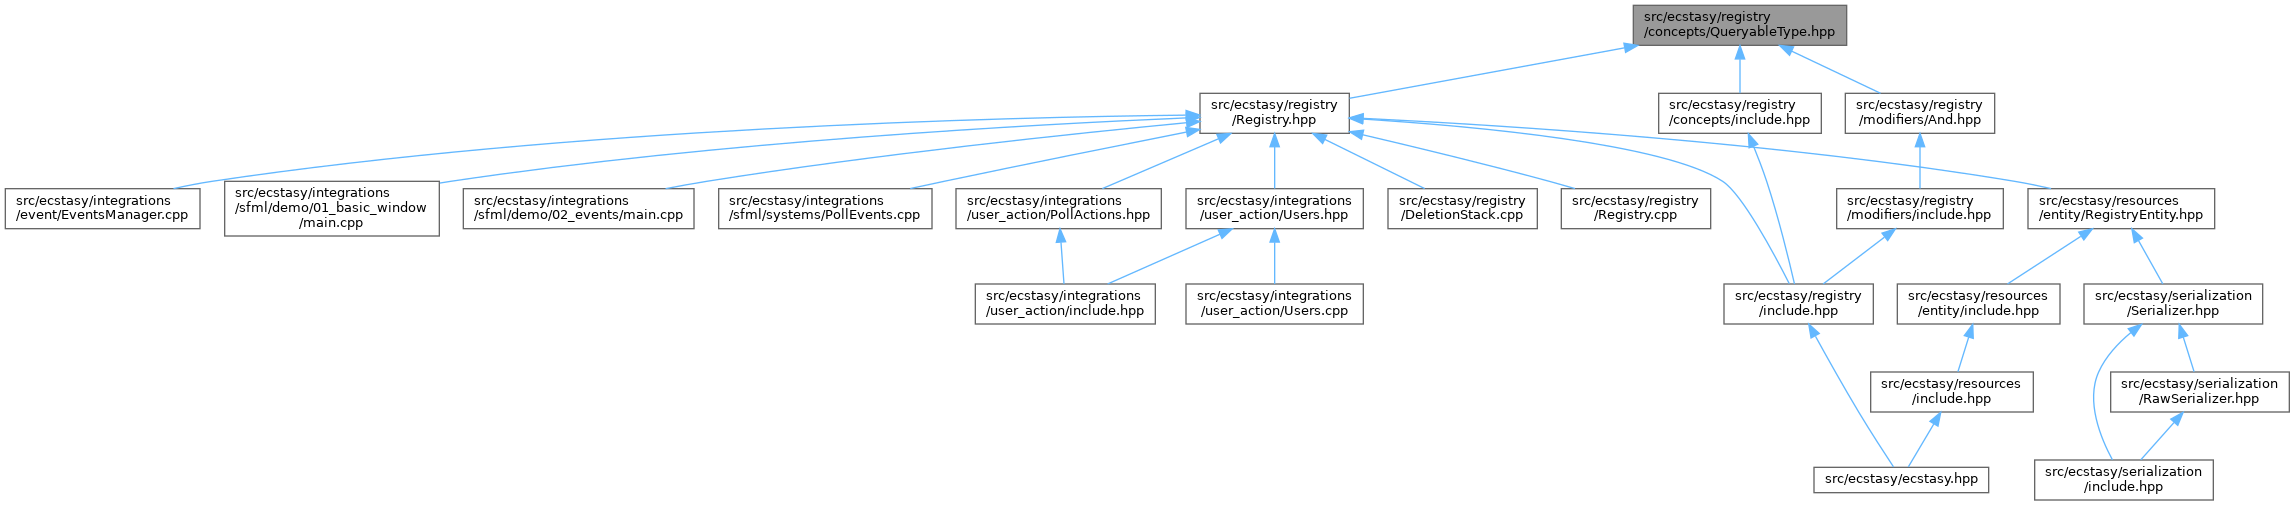 src/ecstasy/registry
/concepts/QueryableType.hpp
src/ecstasy/registry
/Registry.hpp
src/ecstasy/registry
/concepts/include.hpp
src/ecstasy/registry
/modifiers/And.hpp
src/ecstasy/integrations
/event/EventsManager.cpp
src/ecstasy/integrations
/sfml/demo/01_basic_window
/main.cpp
src/ecstasy/integrations
/sfml/demo/02_events/main.cpp
src/ecstasy/integrations
/sfml/systems/PollEvents.cpp
src/ecstasy/integrations
/user_action/PollActions.hpp
src/ecstasy/integrations
/user_action/Users.hpp
src/ecstasy/registry
/DeletionStack.cpp
src/ecstasy/registry
/Registry.cpp
src/ecstasy/registry
/modifiers/include.hpp
src/ecstasy/resources
/entity/RegistryEntity.hpp
src/ecstasy/integrations
/user_action/include.hpp
src/ecstasy/integrations
/user_action/Users.cpp
src/ecstasy/registry
/include.hpp
src/ecstasy/resources
/entity/include.hpp
src/ecstasy/serialization
/Serializer.hpp
src/ecstasy/resources
/include.hpp
src/ecstasy/serialization
/RawSerializer.hpp
src/ecstasy/ecstasy.hpp
src/ecstasy/serialization
/include.hpp